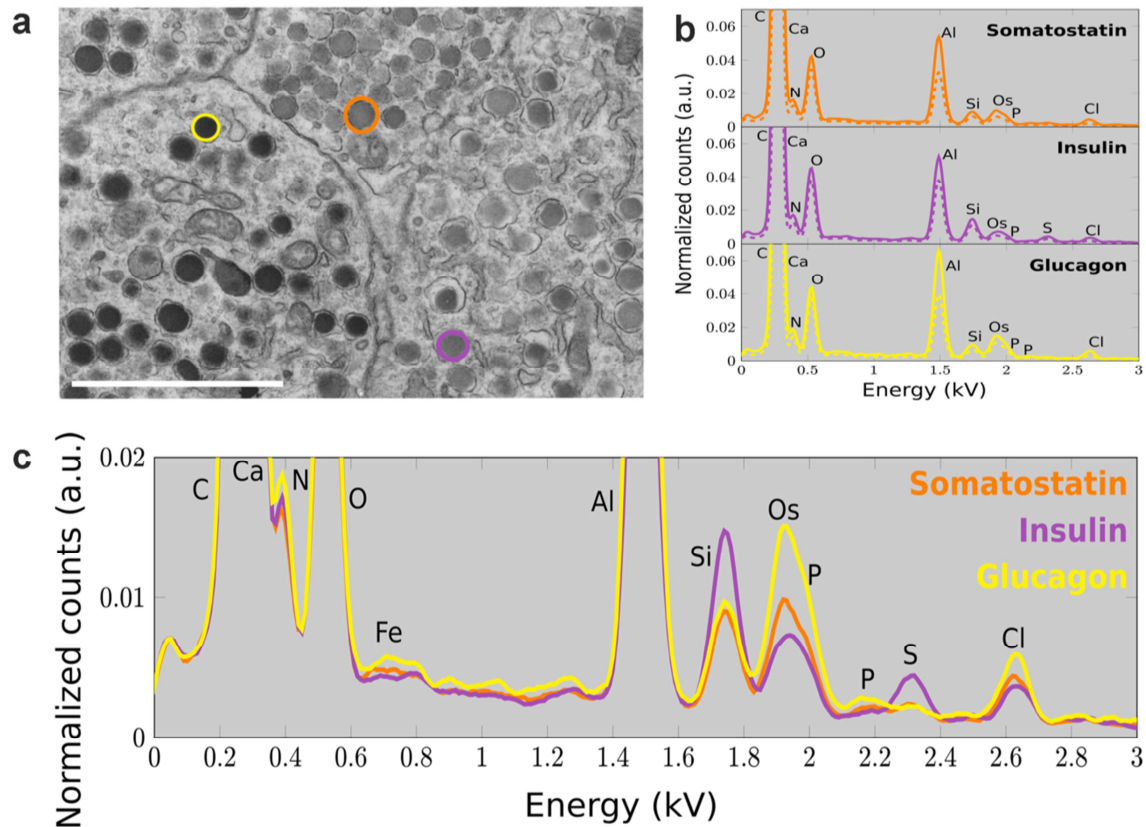 a
b
Normalized counts (a.u.)
0.06
0.04
0.02
0
C
Ca
N
O
Al
Si
Os
P
Cl
Somatostatin
0.06
0.04
0.02
0
C
Ca
N
O
Al
Si
Os
P
S
Cl
Insulin
0.06
0.04
0.02
0
C
Ca
N
O
Al
Si
Os
P
P
Cl
Glucagon
0 0.5 1 1.5 2 2.5 3
Energy (kV)
c
Normalized counts (a.u.)
0.02
0.01
0
C
Ca
N
O
Fe
Al
Si
Os
P
P
S
Cl
Somatostatin
Insulin
Glucagon
0 0.2 0.4 0.6 0.8 1 1.2 1.4 1.6 1.8 2 2.2 2.4 2.6 2.8 3
Energy (kV)